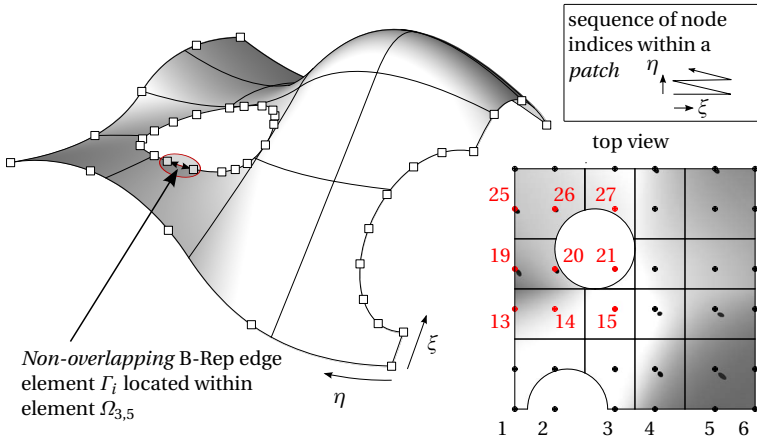 sequence of node
indices within a
patch
η
ξ
top view
25 26 27
19 20 21
13 14 15
1 2 3 4 5 6
ξ
η
Non-overlapping B-Rep edge
element Γi located within
element Ω3,5